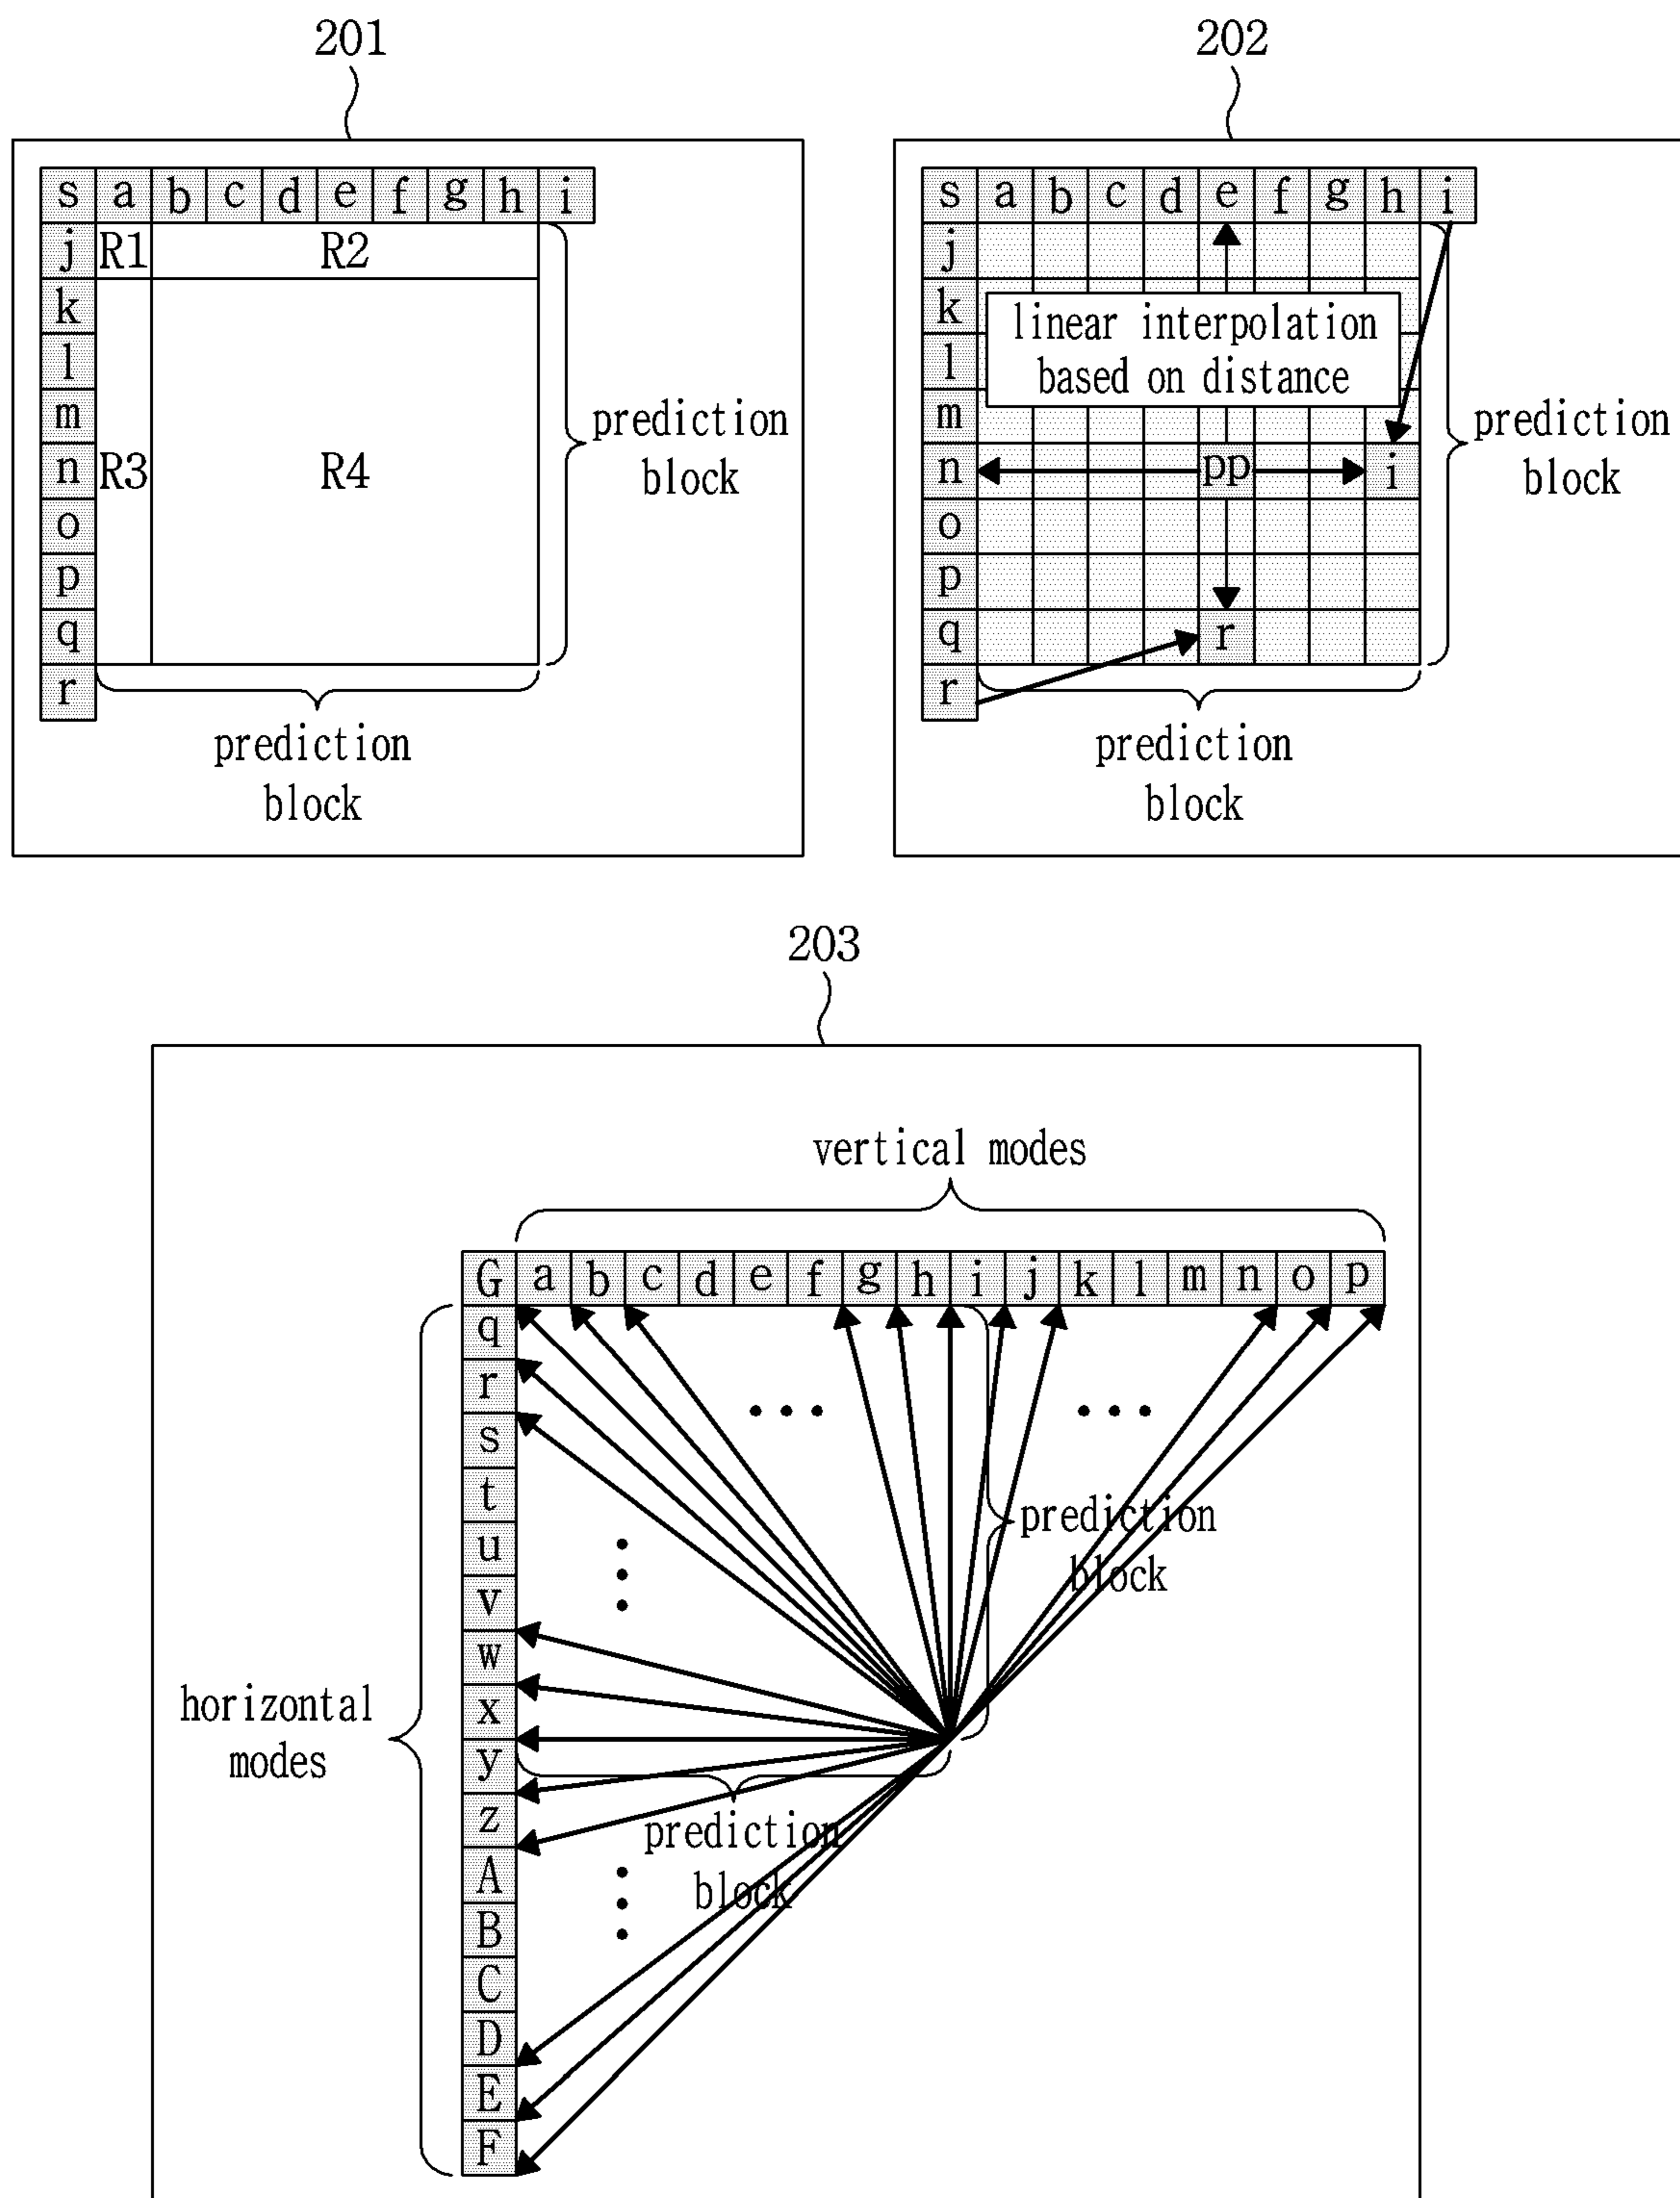 201
s a b c d e f g h i
j R1 R2
k
l
m
n R3 R4
o
p
q
r
prediction
block
prediction
block
202
s a b c d e f g h i
j
k
l
m
n pp i
o
p
q r
r
linear interpolation
based on distance
prediction
block
prediction
block
203
vertical modes
G a b c d e f g h i j k l m n o p
q
r
s
t
u
v
w
x
y
z
A
B
C
D
E
F
horizontal
modes
prediction
block
prediction
block